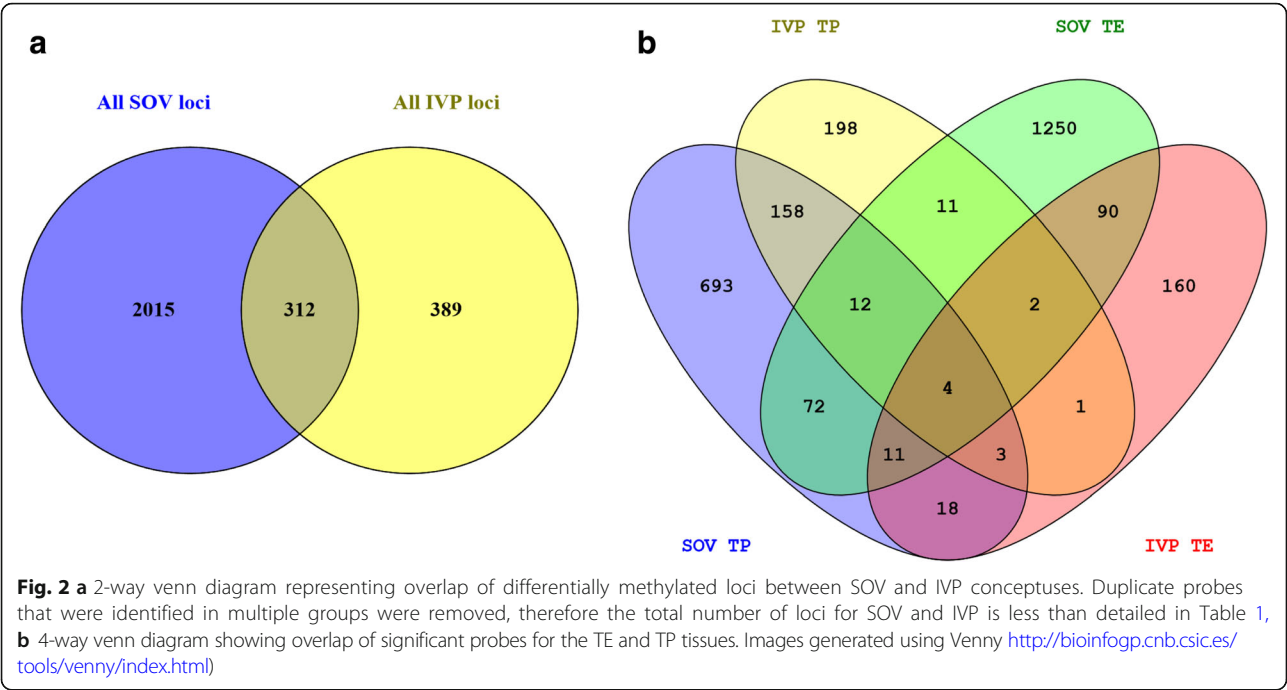 a
b
IVP TP
SOV TE
All SOV loci
All IVP loci
198
1250
158
11
90
693
12
2
160
2015
312
389
72
4
1
11
3
18
SOV TP
IVP TE
Fig. 2 a 2-way venn diagram representing overlap of differentially methylated loci between SOV and IVP conceptuses. Duplicate probes
that were identified in multiple groups were removed, therefore the total number of loci for SOV and IVP is less than detailed in Table 1,
b 4-way venn diagram showing overlap of significant probes for the TE and TP tissues. Images generated using Venny http://bioinfogp.cnb.csic.es/
tools/venny/index.html)